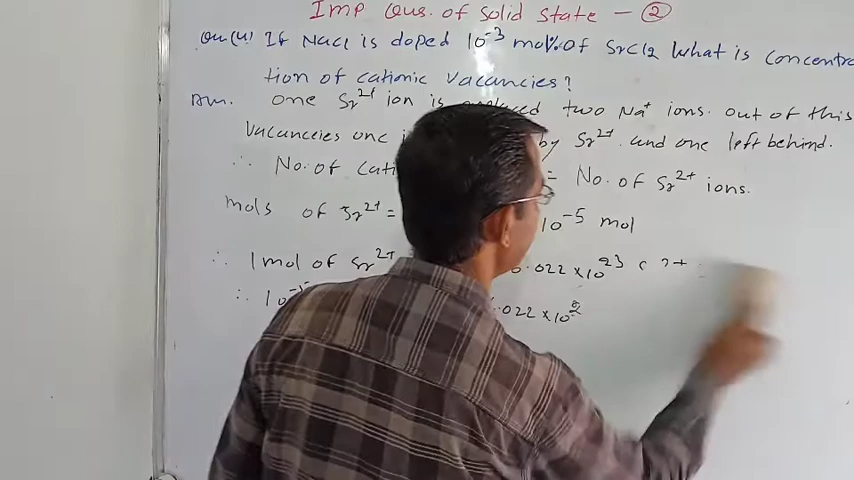 Imp Ques. of Solid State - 2
Qu(4) If NaCl is doped 10⁻³ mol% of SrCl2 What is concentra
tion of cationic vacancies?
Ans. one Sr²⁺ ion is two Na⁺ ions. out of this
Vacancies one by Sr²⁺ and one left behind.
∴ No. of = No. of Sr²⁺ ions.
mols of Sr²⁺ = 10⁻⁵ mol
∴ 1 mol of Sr²⁺ .022 × 10²³
∴ .022 × 10